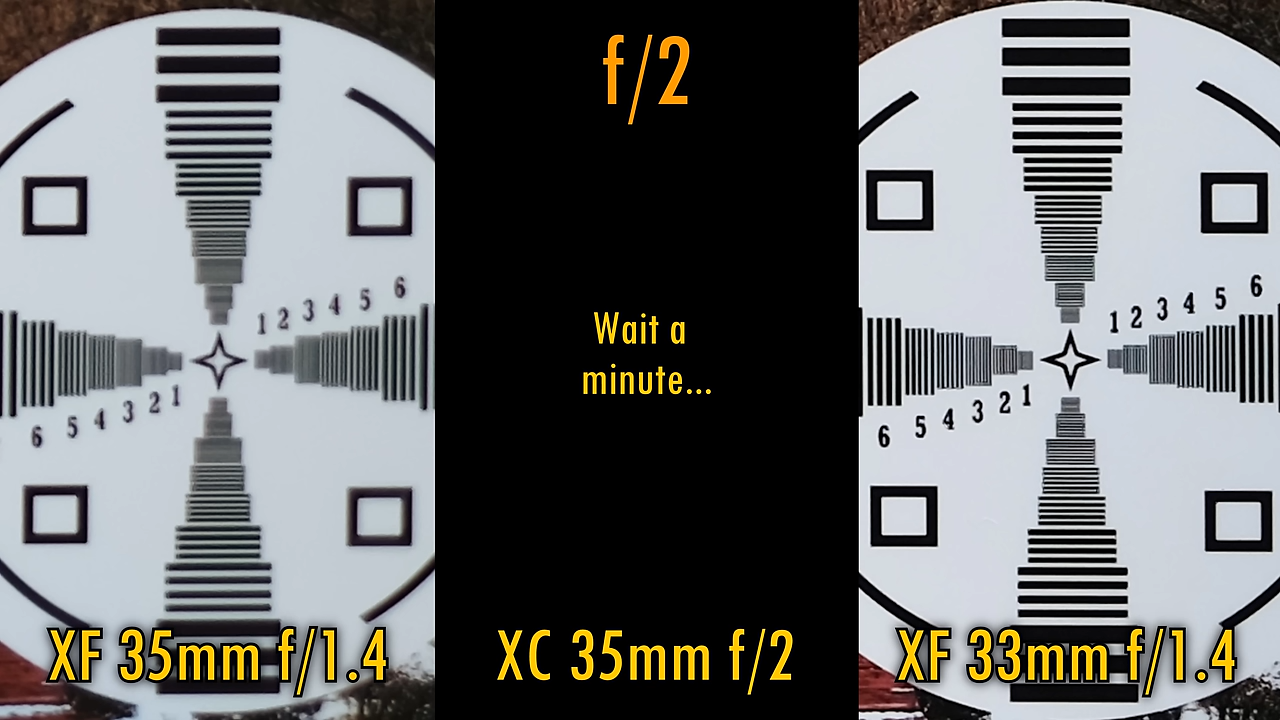 f/2
Wait a
minute...
1 2 3 4 5 6
6 5 4 3 2 1
1 2 3 4 5 6
6 5 4 3 2 1
XF 35mm f/1.4
XC 35mm f/2
XF 33mm f/1.4